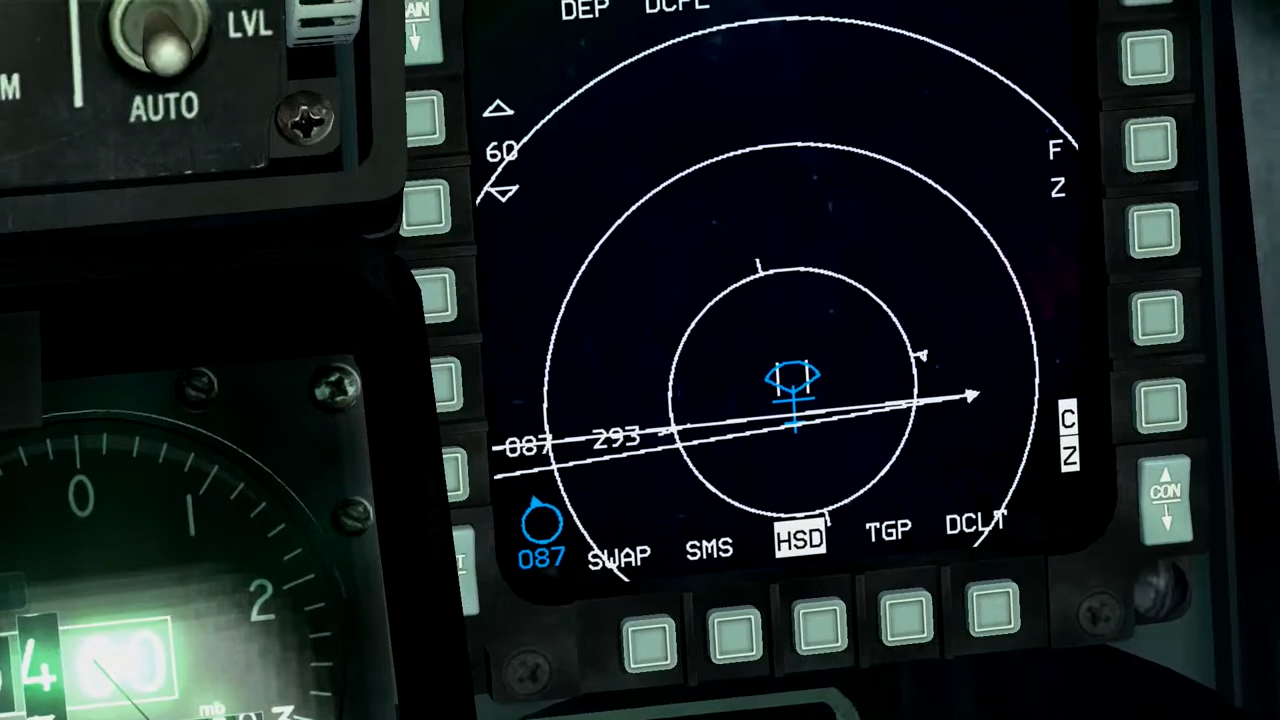 DEP DCPL
LVL
AUTO
M
60
F
Z
087 293
C
Z
087
SWAP SMS HSD TGP DCLT
CON
0
1
2
4
mb
3